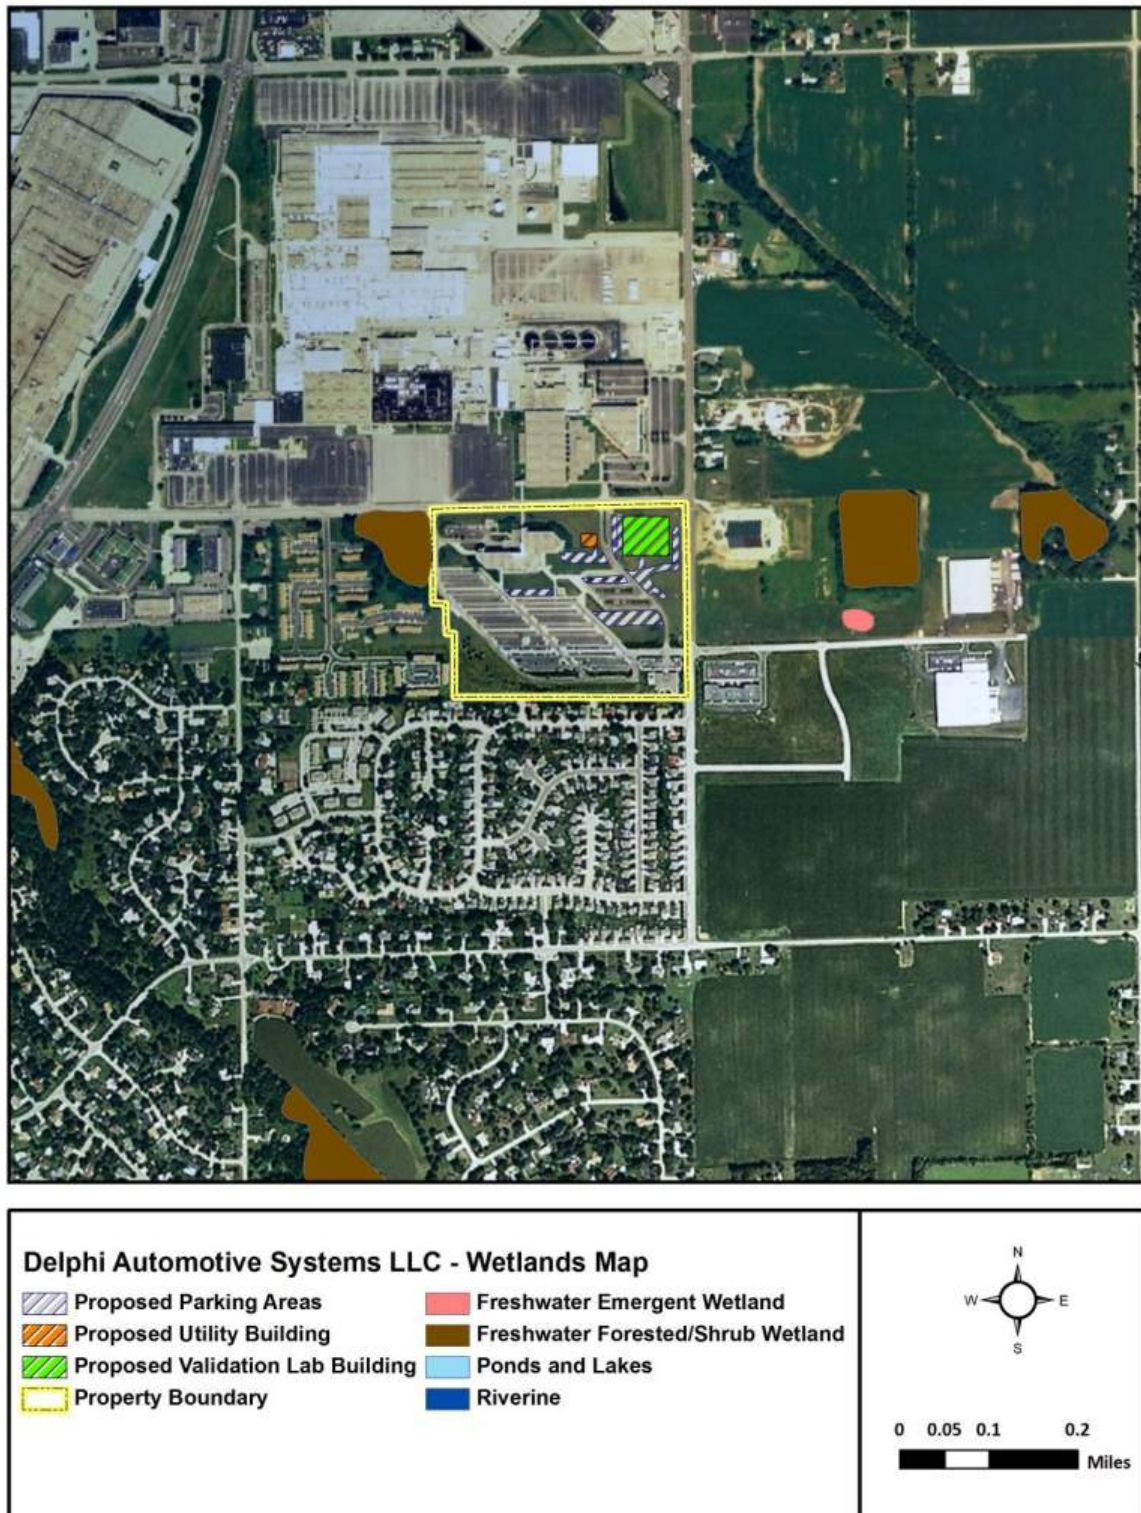 Delphi Automotive Systems LLC - Wetlands Map
Proposed Parking Areas
Proposed Utility Building
Proposed Validation Lab Building
Property Boundary
Freshwater Emergent Wetland
Freshwater Forested/Shrub Wetland
Ponds and Lakes
Riverine
N
W E
S
0 0.05 0.1 0.2
Miles